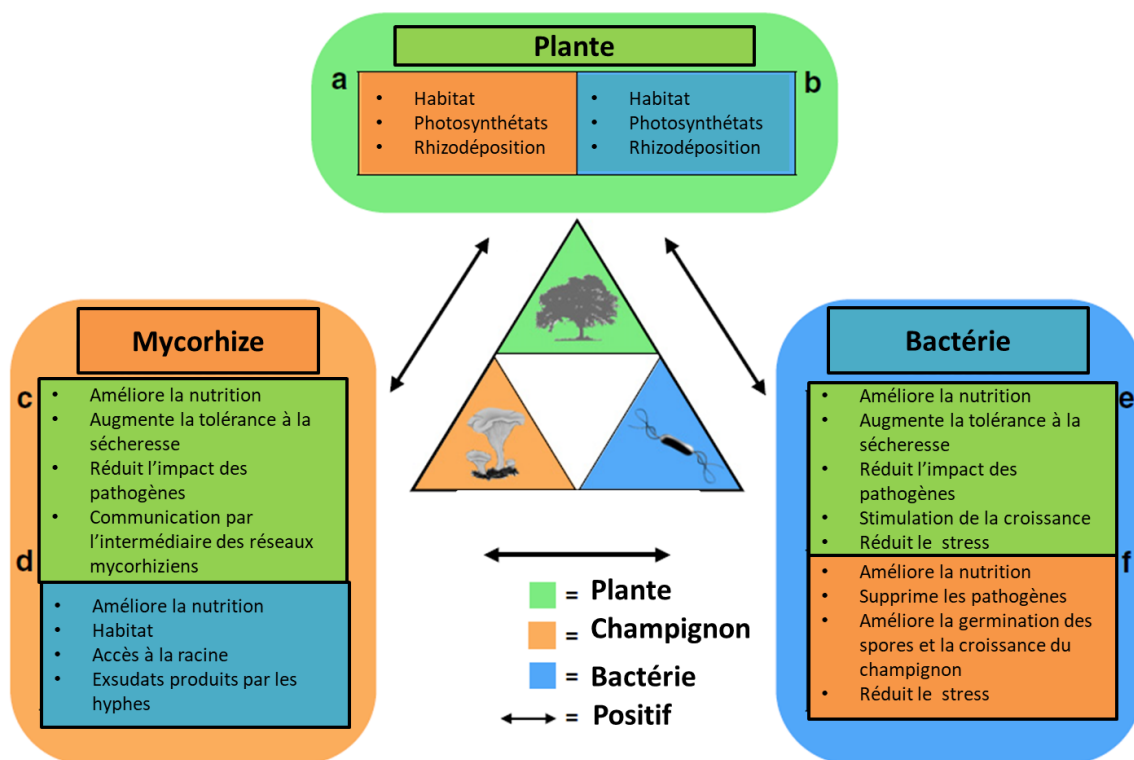 Plante
a
• Habitat
• Photosynthétats
• Rhizodéposition
b
• Habitat
• Photosynthétats
• Rhizodéposition
Mycorhize
c
• Améliore la nutrition
• Augmente la tolérance à la
sécheresse
• Réduit l'impact des
pathogènes
• Communication par
l'intermédiaire des réseaux
mycorhiziens
d
• Améliore la nutrition
• Habitat
• Accès à la racine
• Exsudats produits par les
hyphes
Bactérie
e
• Améliore la nutrition
• Augmente la tolérance à la
sécheresse
• Réduit l'impact des
pathogènes
• Stimulation de la croissance
• Réduit le stress
f
• Améliore la nutrition
• Supprime les pathogènes
• Améliore la germination des
spores et la croissance du
champignon
• Réduit le stress
= Plante
= Champignon
= Bactérie
= Positif